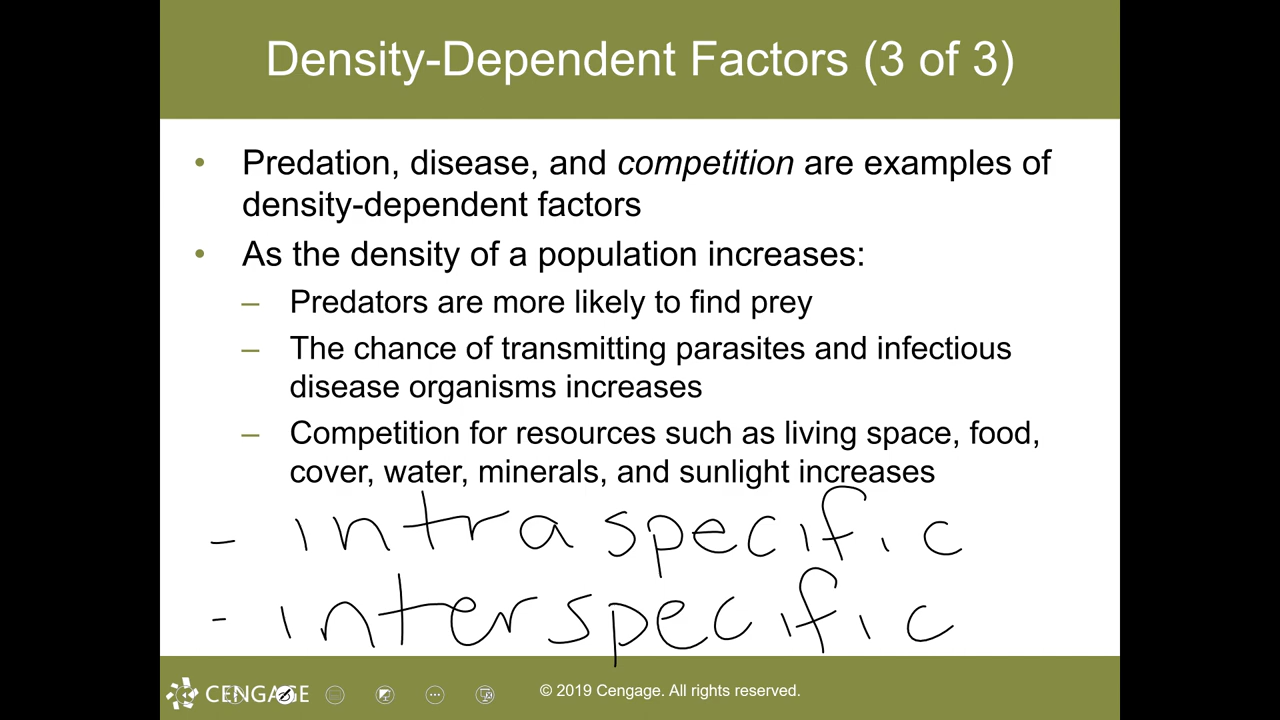 Density-Dependent Factors (3 of 3)
• Predation, disease, and competition are examples of
density-dependent factors
• As the density of a population increases:
– Predators are more likely to find prey
– The chance of transmitting parasites and infectious
disease organisms increases
– Competition for resources such as living space, food,
cover, water, minerals, and sunlight increases
- intraspecific
- interspecific
CENGAGE
© 2019 Cengage. All rights reserved.